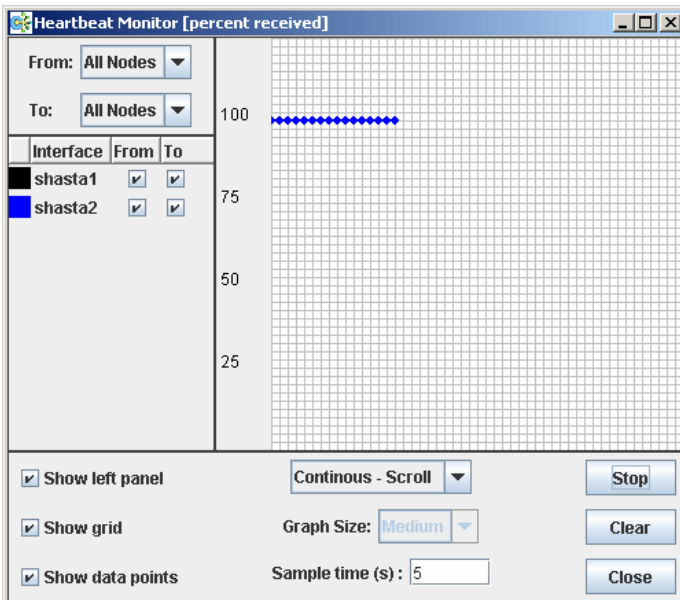 Heartbeat Monitor [percent received]
From: All Nodes
To: All Nodes
Interface From To
shasta1
shasta2
100
75
50
25
Show left panel
Continous - Scroll
Stop
Show grid
Graph Size: Medium
Clear
Show data points
Sample time (s) : 5
Close